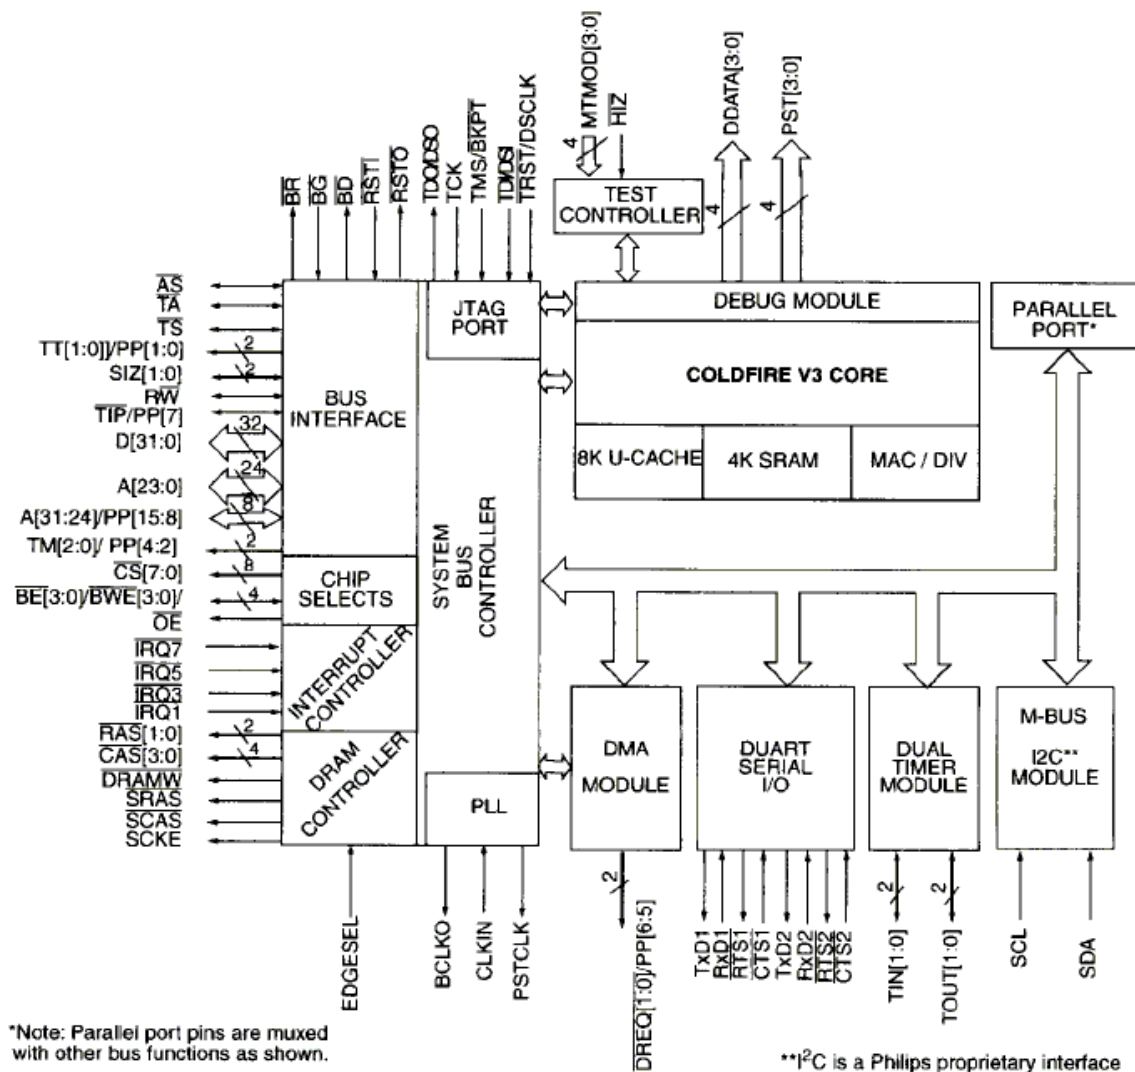 MTMOD[3:0]
HIZ
DDATA[3:0]
PST[3:0]
4
4
4
BR
BG
BD
RSTI
RSTO
TDO/DSO
TCK
TMS/BKPT
TDI/DSI
TRST/DSCLK
TEST
CONTROLLER
AS
TA
TS
TT[1:0]]/PP[1:0]
2
SIZ[1:0]
2
RW
TIP/PP[7]
D[31:0]
32
A[23:0]
24
A[31:24]/PP[15:8]
8
TM[2:0]/ PP[4:2]
2
CS[7:0]
8
BE[3:0]/BWE[3:0]/
4
OE
IRQ7
IRQ5
IRQ3
IRQ1
RAS[1:0]
2
CAS[3:0]
4
DRAMW
SRAS
SCAS
SCKE
BUS
INTERFACE
CHIP
SELECTS
INTERRUPT
CONTROLLER
DRAM
CONTROLLER
JTAG
PORT
SYSTEM
BUS
CONTROLLER
PLL
DEBUG MODULE
COLDFIRE V3 CORE
8K U-CACHE
4K SRAM
MAC / DIV
PARALLEL
PORT*
DMA
MODULE
DUART
SERIAL
I/O
DUAL
TIMER
MODULE
M-BUS
I2C**
MODULE
EDGESEL
BCLKO
CLKIN
PSTCLK
2
DREQ[1:0]/PP[6:5]
TxD1
RxD1
RTS1
CTS1
TxD2
RxD2
RTS2
CTS2
2
TIN[1:0]
2
TOUT[1:0]
SCL
SDA
*Note: Parallel port pins are muxed
with other bus functions as shown.
**I²C is a Philips proprietary interface